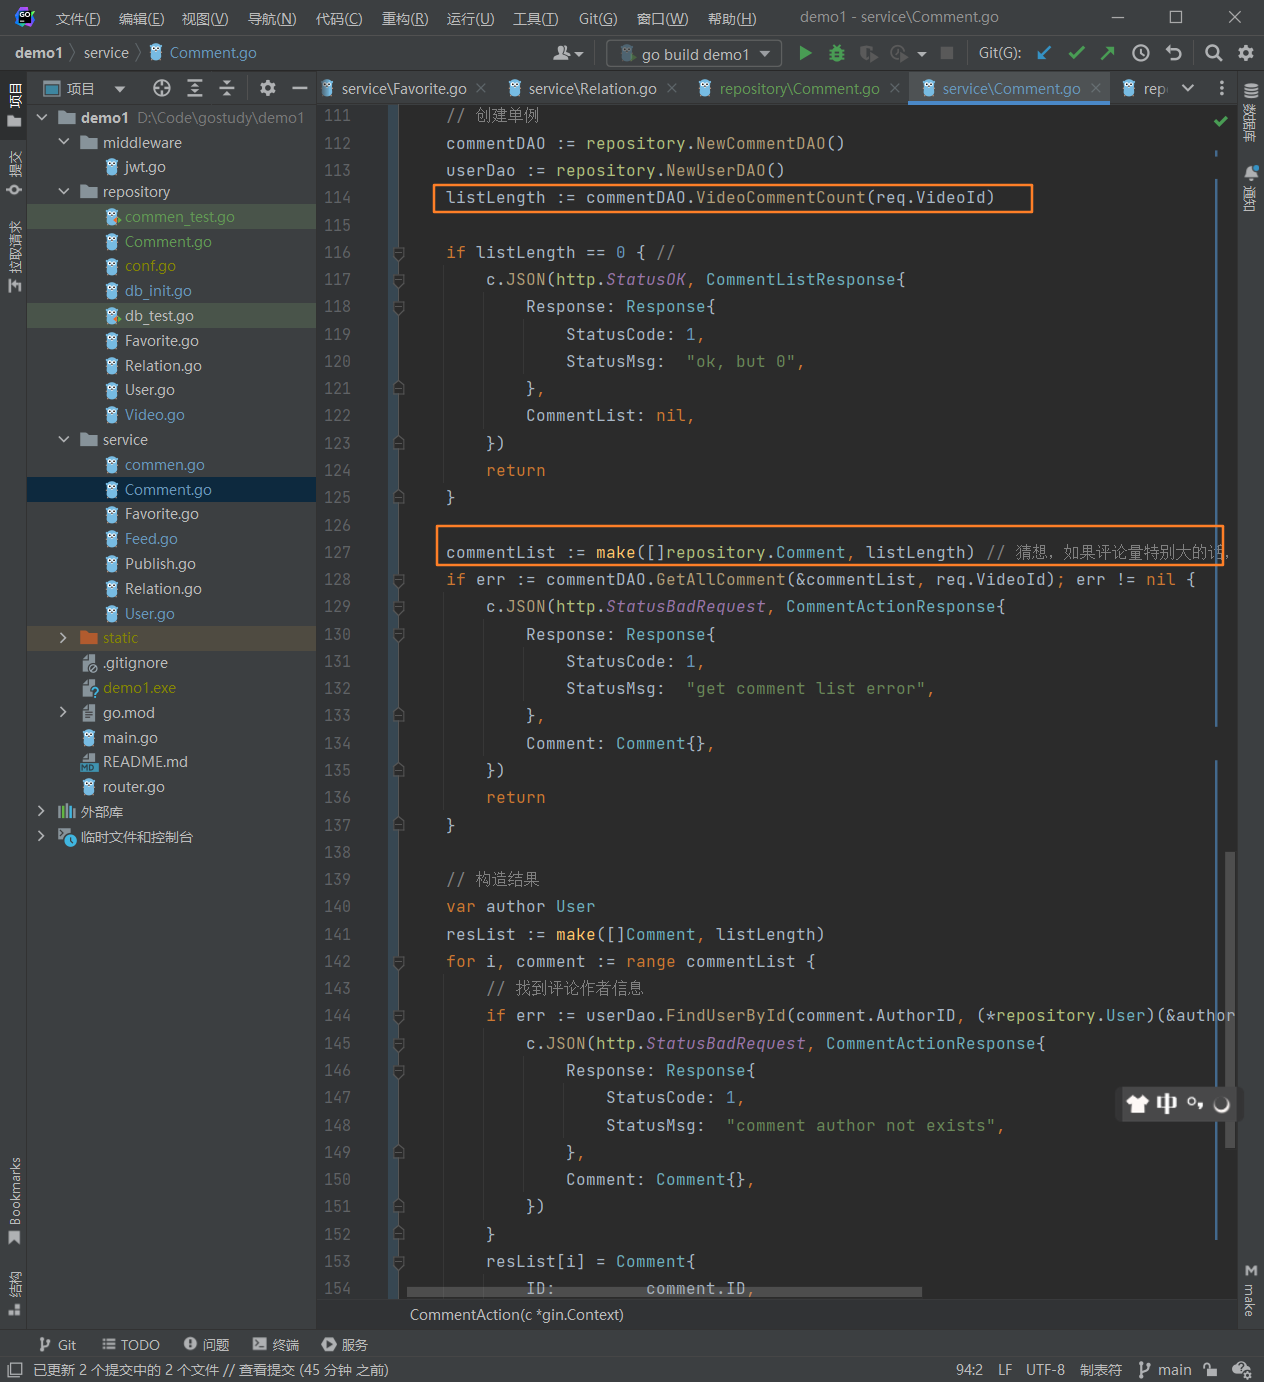 文件(F) 编辑(E) 视图(V) 导航(N) 代码(C) 重构(R) 运行(U) 工具(T) Git(G) 窗口(W) 帮助(H) demo1 - service\Comment.go
demo1 service Comment.go go build demo1 Git(G):
项目
提交
拉取请求
Bookmarks
结构
项目
demo1 D:\Code\gostudy\demo1
middleware
jwt.go
repository
commen_test.go
Comment.go
conf.go
db_init.go
db_test.go
Favorite.go
Relation.go
User.go
Video.go
service
commen.go
Comment.go
Favorite.go
Feed.go
Publish.go
Relation.go
User.go
static
.gitignore
demo1.exe
go.mod
main.go
README.md
router.go
外部库
临时文件和控制台
service\Favorite.go service\Relation.go repository\Comment.go service\Comment.go rep
111 // 创建单例
112 commentDAO := repository.NewCommentDAO()
113 userDao := repository.NewUserDAO()
114 listLength := commentDAO.VideoCommentCount(req.VideoId)
115
116 if listLength == 0 { //
117 c.JSON(http.StatusOK, CommentListResponse{
118 Response: Response{
119 StatusCode: 1,
120 StatusMsg: "ok, but 0",
121 },
122 CommentList: nil,
123 })
124 return
125 }
126
127 commentList := make([]repository.Comment, listLength) // 猜想，如果评论量特别大的话，
128 if err := commentDAO.GetAllComment(&commentList, req.VideoId); err != nil {
129 c.JSON(http.StatusBadRequest, CommentActionResponse{
130 Response: Response{
131 StatusCode: 1,
132 StatusMsg: "get comment list error",
133 },
134 Comment: Comment{},
135 })
136 return
137 }
138
139 // 构造结果
140 var author User
141 resList := make([]Comment, listLength)
142 for i, comment := range commentList {
143 // 找到评论作者信息
144 if err := userDao.FindUserById(comment.AuthorID, (*repository.User)(&author
145 c.JSON(http.StatusBadRequest, CommentActionResponse{
146 Response: Response{
147 StatusCode: 1,
148 StatusMsg: "comment author not exists",
149 },
150 Comment: Comment{},
151 })
152 }
153 resList[i] = Comment{
154 ID: comment.ID,
CommentAction(c *gin.Context)
数据库
通知
make
中
Git TODO 问题 终端 服务
已更新 2 个提交中的 2 个文件 // 查看提交 (45 分钟 之前) 94:2 LF UTF-8 制表符 main